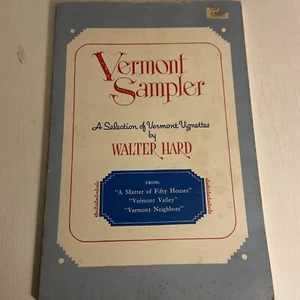 Vermont
Sampler
A Selection of Vermont Vignettes
by
WALTER HARD
FROM:
"A Matter of Fifty Houses"
"Vermont Valley"
"Vermont Neighbors"